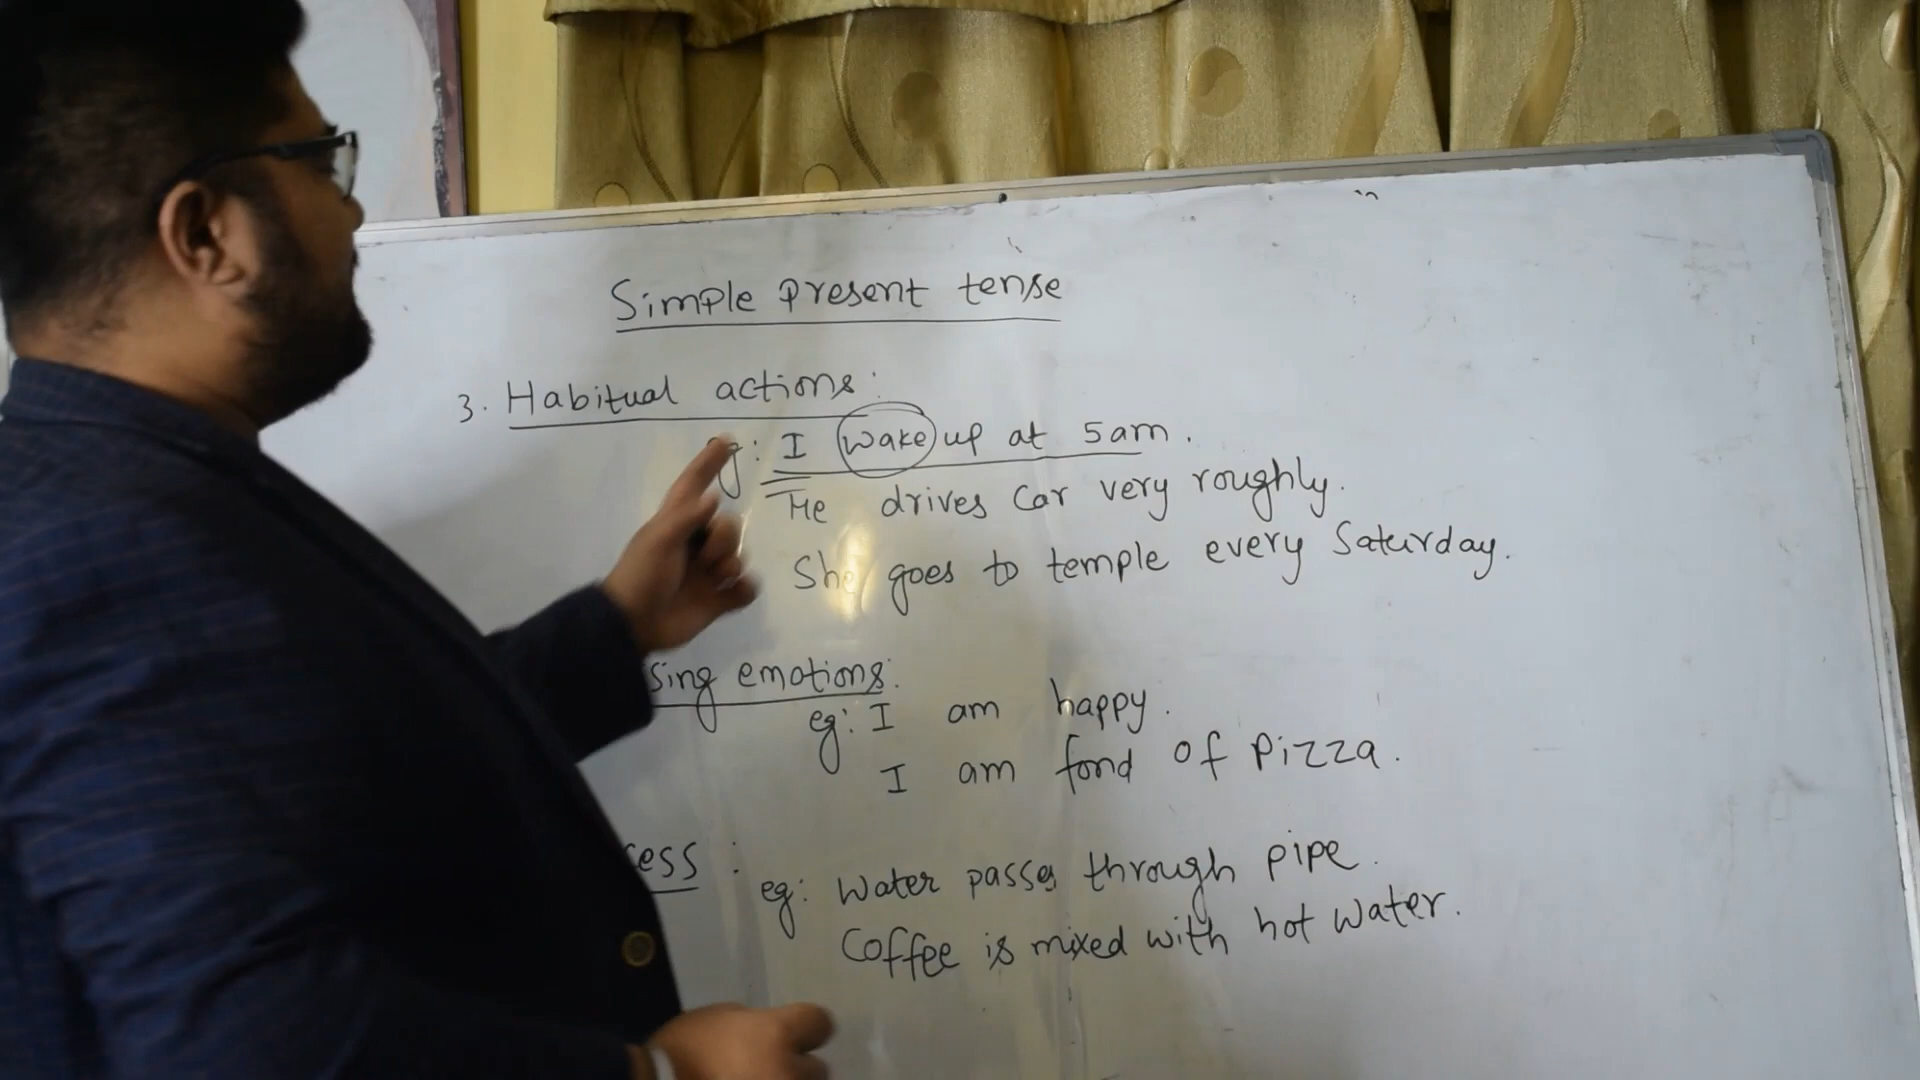 Simple present tense
3. Habitual actions:
eg: I wake up at 5am.
He drives car very roughly.
She goes to temple every Saturday.
sing emotions:
eg: I am happy.
I am fond of pizza.
cess :
eg: Water passes through pipe.
Coffee is mixed with hot water.